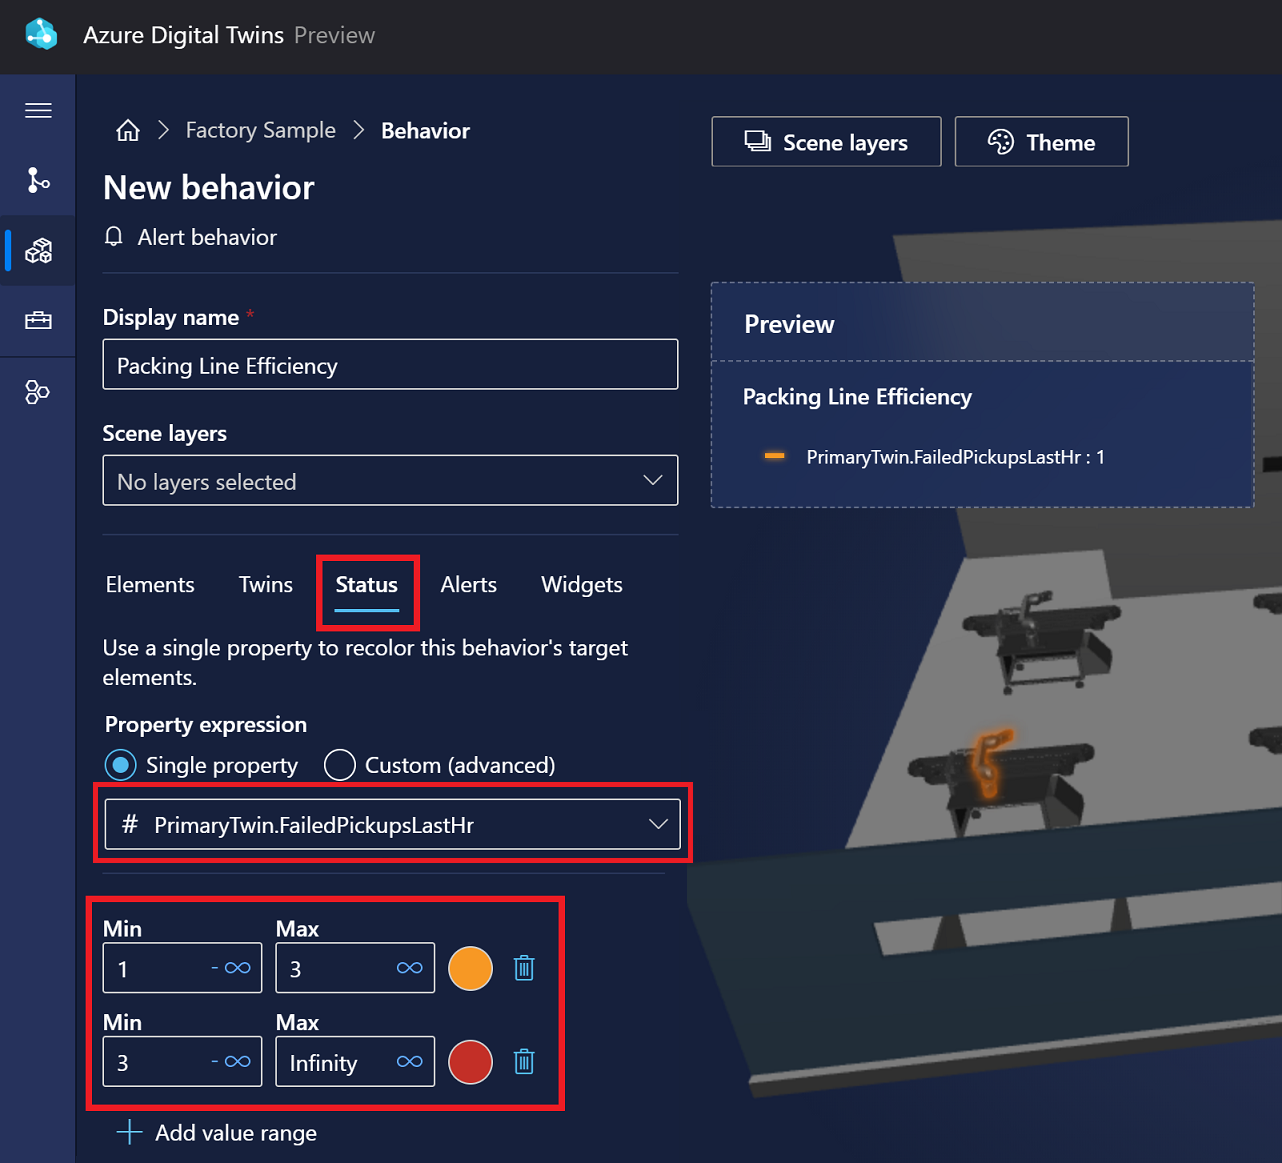 Azure Digital Twins Preview
Factory Sample Behavior
New behavior
Alert behavior
Display name *
Packing Line Efficiency
Scene layers
No layers selected
Elements Twins Status Alerts Widgets
Use a single property to recolor this behavior's target
elements.
Property expression
Single property Custom (advanced)
# PrimaryTwin.FailedPickupsLastHr
Min Max
1 -∞ 3 ∞
Min Max
3 -∞ Infinity ∞
Add value range
Scene layers Theme
Preview
Packing Line Efficiency
PrimaryTwin.FailedPickupsLastHr : 1